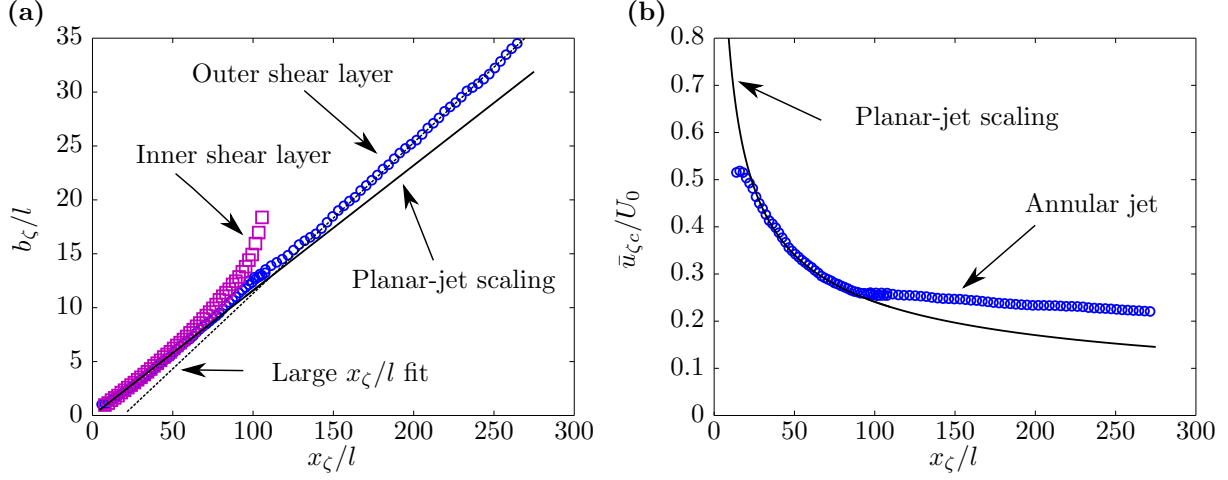 (a)
35
30
25
20
15
10
5
0
b_ζ/l
Outer shear layer
Inner shear layer
Planar-jet scaling
Large x_ζ/l fit
0 50 100 150 200 250 300
x_ζ/l
(b)
0.8
0.7
0.6
0.5
0.4
0.3
0.2
0.1
0
ū_ζc/U_0
Planar-jet scaling
Annular jet
0 50 100 150 200 250 300
x_ζ/l